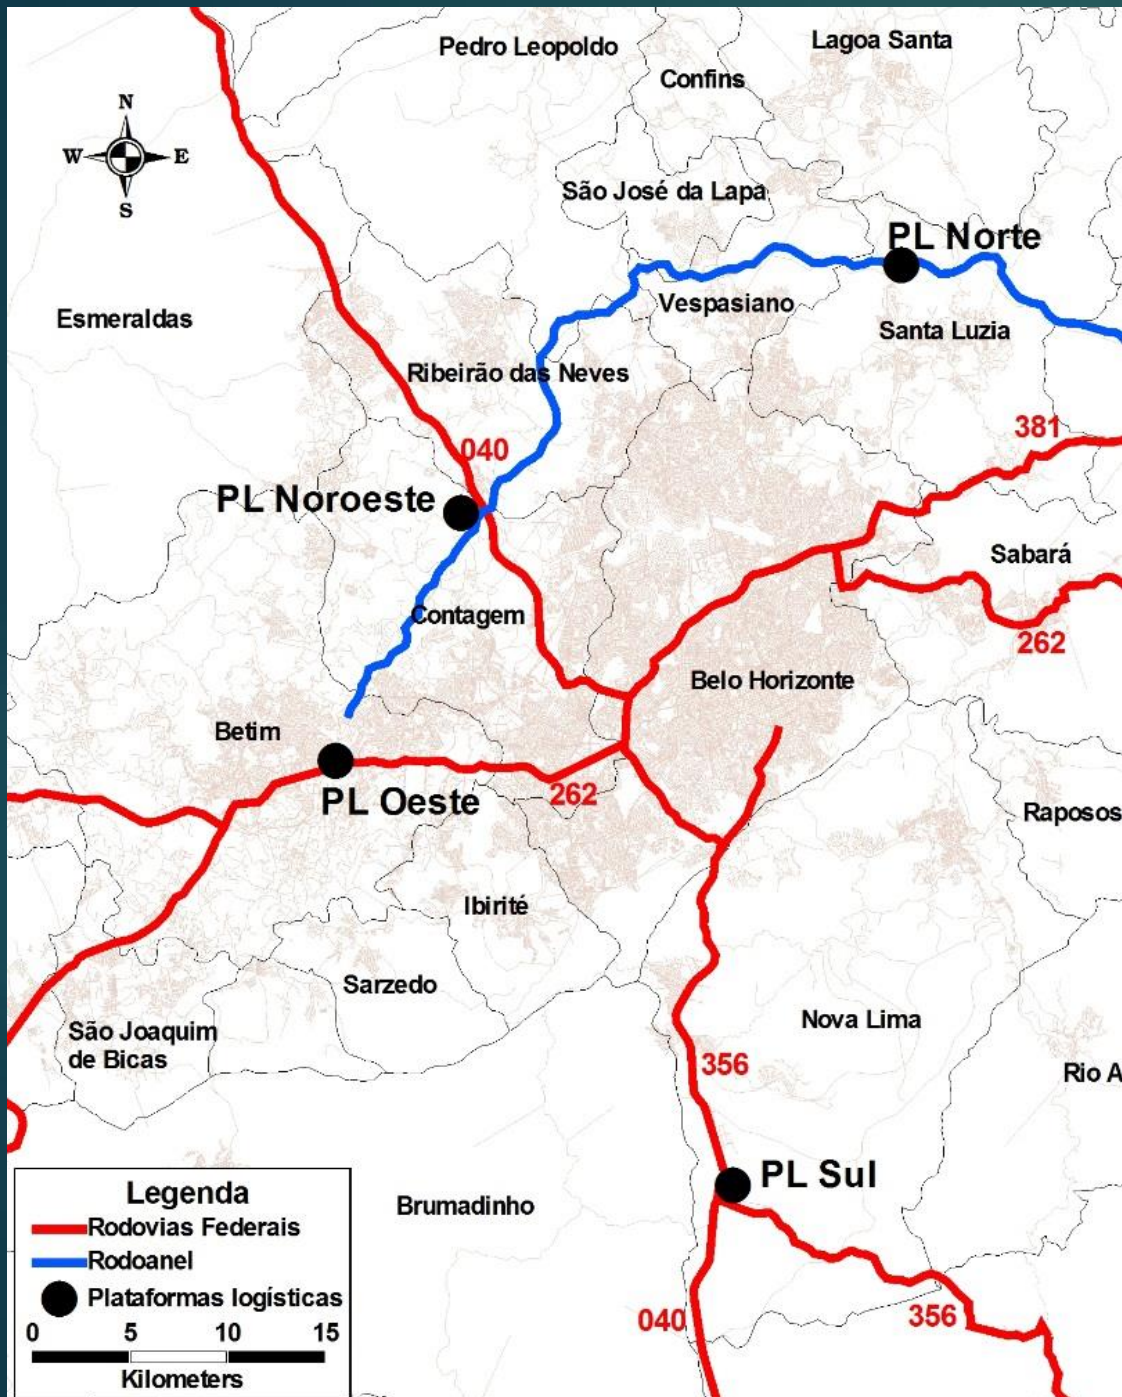 Pedro Leopoldo
Lagoa Santa
Confins
N
W
E
S
São José da Lapa
PL Norte
Esmeraldas
Vespasiano
Santa Luzia
Ribeirão das Neves
040
381
PL Noroeste
Sabará
Contagem
262
Belo Horizonte
Betim
PL Oeste
262
Raposos
Ibirité
Sarzedo
Nova Lima
São Joaquim
de Bicas
356
Rio A
PL Sul
Brumadinho
Legenda
Rodovias Federais
Rodoanel
Plataformas logísticas
0 5 10 15
Kilometers
040
356